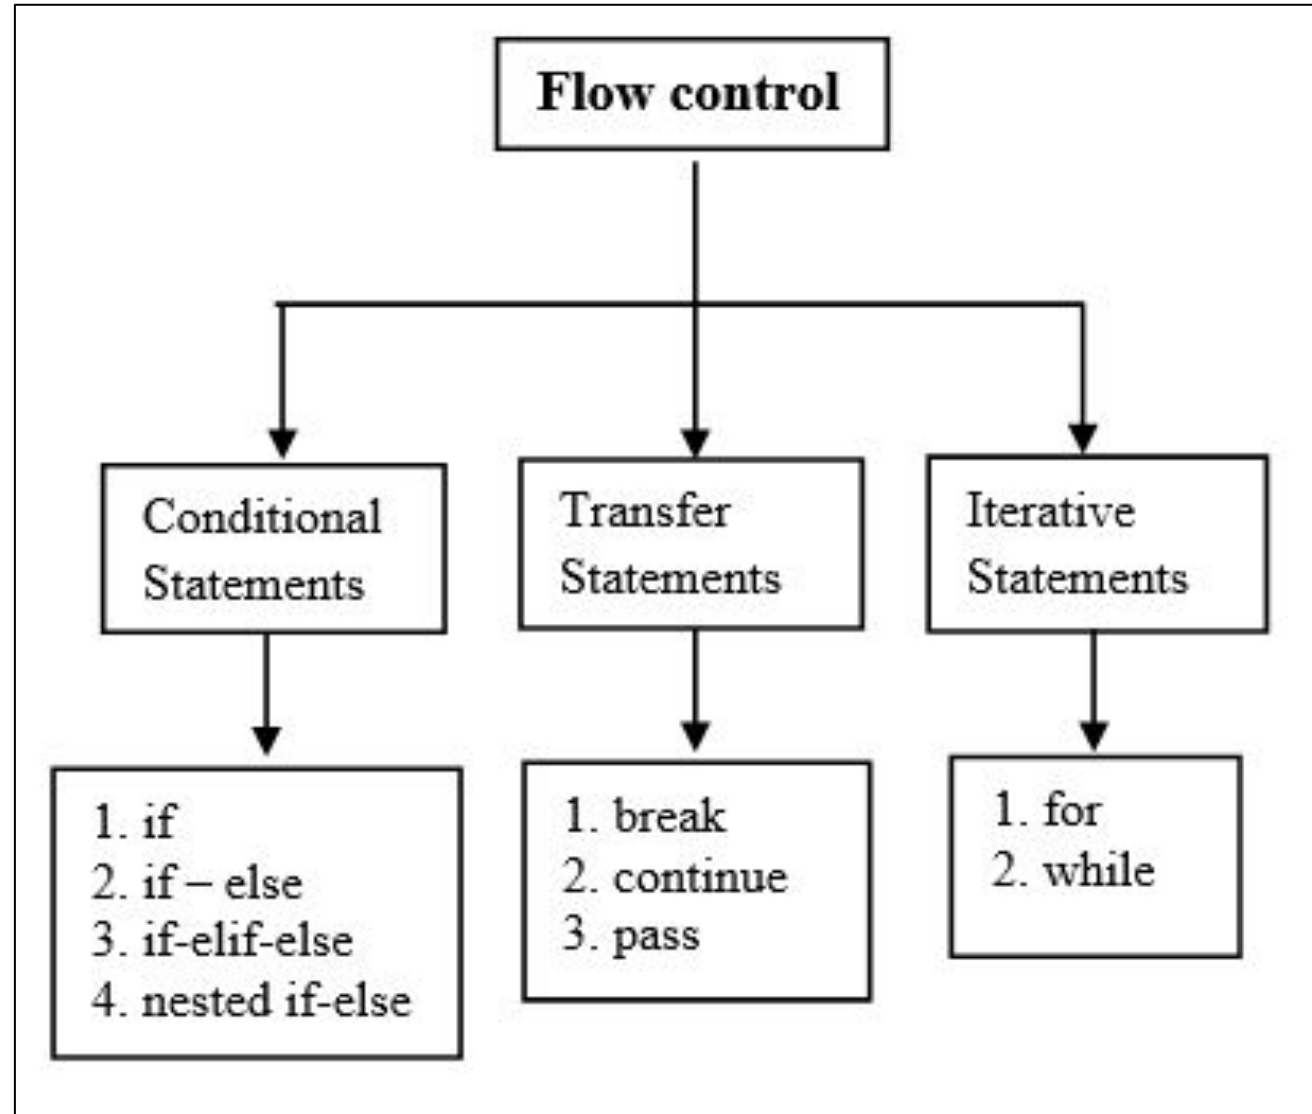 Flow control
Conditional
Statements
Transfer
Statements
Iterative
Statements
1. if
2. if – else
3. if-elif-else
4. nested if-else
1. break
2. continue
3. pass
1. for
2. while